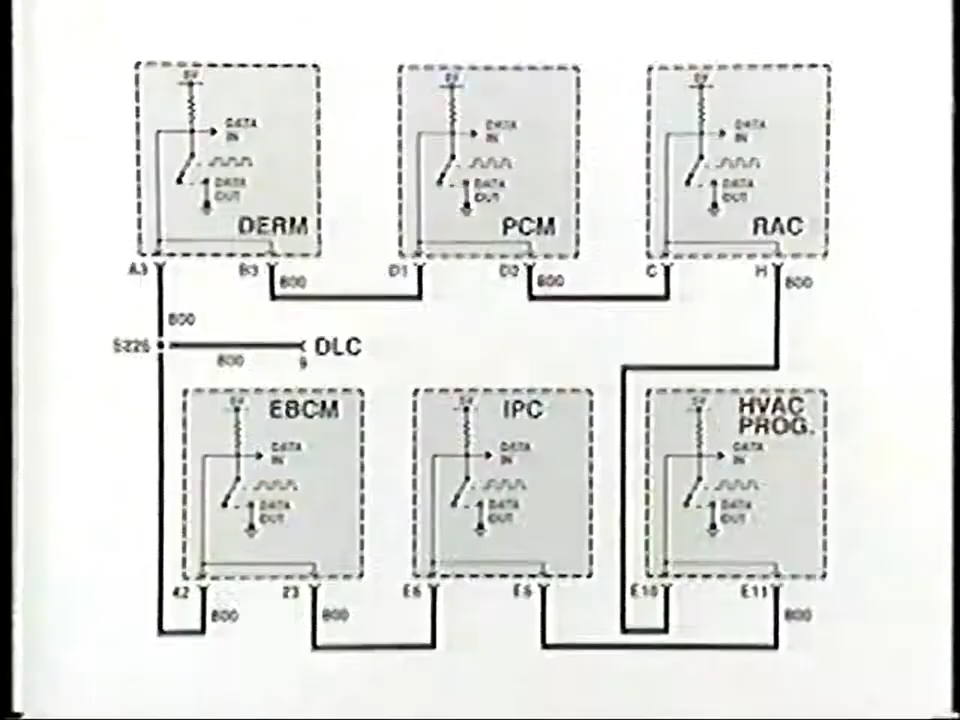 5V
DATA
IN
DATA
OUT
DERM
5V
DATA
IN
DATA
OUT
PCM
5V
DATA
IN
DATA
OUT
RAC
A3
B3
800
D1
D2
800
C
H
800
800
S226
800
9
DLC
5V
EBCM
DATA
IN
DATA
OUT
5V
IPC
DATA
IN
DATA
OUT
5V
HVAC
PROG.
DATA
IN
DATA
OUT
42
800
23
800
E6
E5
E10
E11
800